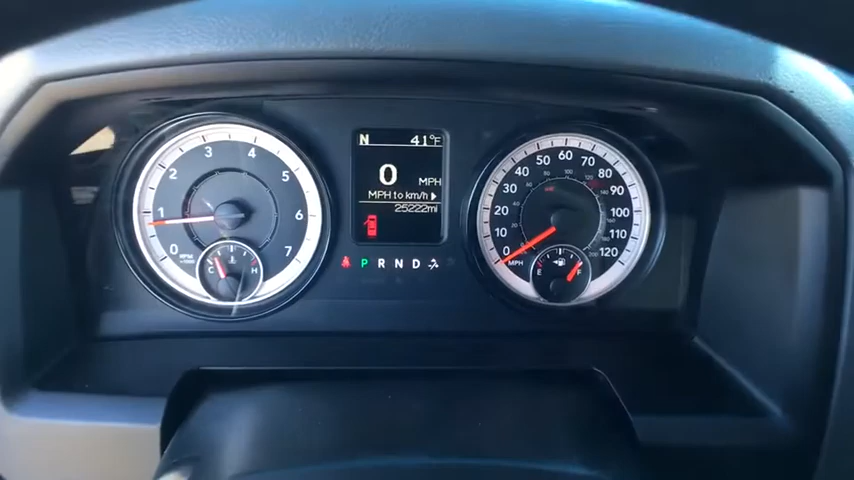 N 41°F
0 MPH
MPH to km/h
25222mi
0 1 2 3 4 5 6 7
RPM
C H
P R N D
0 10 20 30 40 50 60 70 80 90 100 110 120
MPH
E F